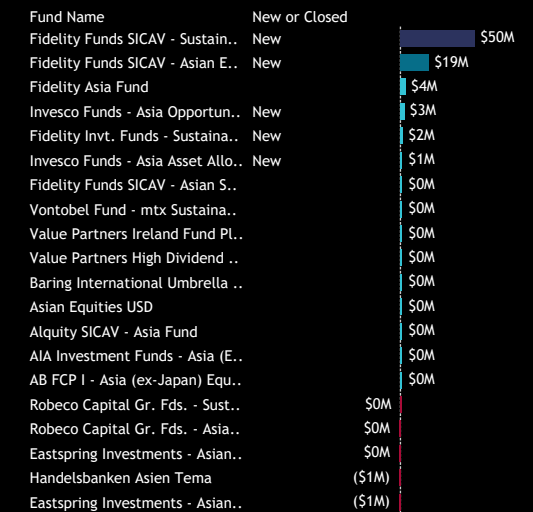 Fund Name New or Closed
Fidelity Funds SICAV - Sustain.. New $50M
Fidelity Funds SICAV - Asian E.. New $19M
Fidelity Asia Fund $4M
Invesco Funds - Asia Opportun.. New $3M
Fidelity Invt. Funds - Sustaina.. New $2M
Invesco Funds - Asia Asset Allo.. New $1M
Fidelity Funds SICAV - Asian S.. $0M
Vontobel Fund - mtx Sustaina.. $0M
Value Partners Ireland Fund Pl.. $0M
Value Partners High Dividend .. $0M
Baring International Umbrella .. $0M
Asian Equities USD $0M
Alquity SICAV - Asia Fund $0M
AIA Investment Funds - Asia (E.. $0M
AB FCP I - Asia (ex-Japan) Equ.. $0M
Robeco Capital Gr. Fds. - Sust.. $0M
Robeco Capital Gr. Fds. - Asia.. $0M
Eastspring Investments - Asian.. $0M
Handelsbanken Asien Tema ($1M)
Eastspring Investments - Asian.. ($1M)